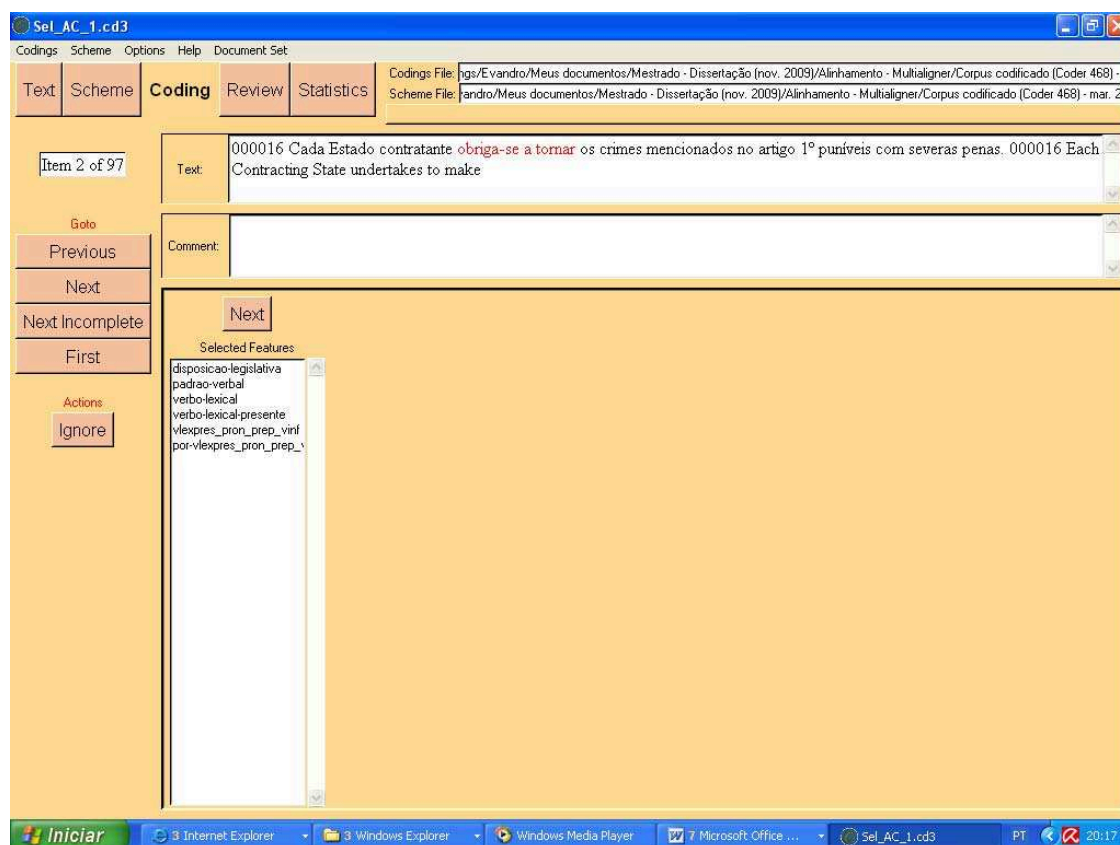 Sel_AC_1.cd3
Codings Scheme Options Help Document Set
Text Scheme Coding Review Statistics
Codings File: ngs/Evandro/Meus documentos/Mestrado - Dissertação (nov. 2009)/Alinhamento - Multialigner/Corpus codificado (Coder 468) -
Scheme File: randro/Meus documentos/Mestrado - Dissertação (nov. 2009)/Alinhamento - Multialigner/Corpus codificado (Coder 468) - mar. 2
Item 2 of 97
Text:
000016 Cada Estado contratante obriga-se a tornar os crimes mencionados no artigo 1º puníveis com severas penas. 000016 Each
Contracting State undertakes to make
Goto
Previous
Next
Next Incomplete
First
Actions
Ignore
Comment:
Next
Selected Features
disposicao-legislativa
padrao-verbal
verbo-lexical
verbo-lexical-presente
vlexpres_pron_prep_vinf
por-vlexpres_pron_prep_v
Iniciar 3 Internet Explorer 3 Windows Explorer Windows Media Player 7 Microsoft Office ... Sel_AC_1.cd3 PT 20:17